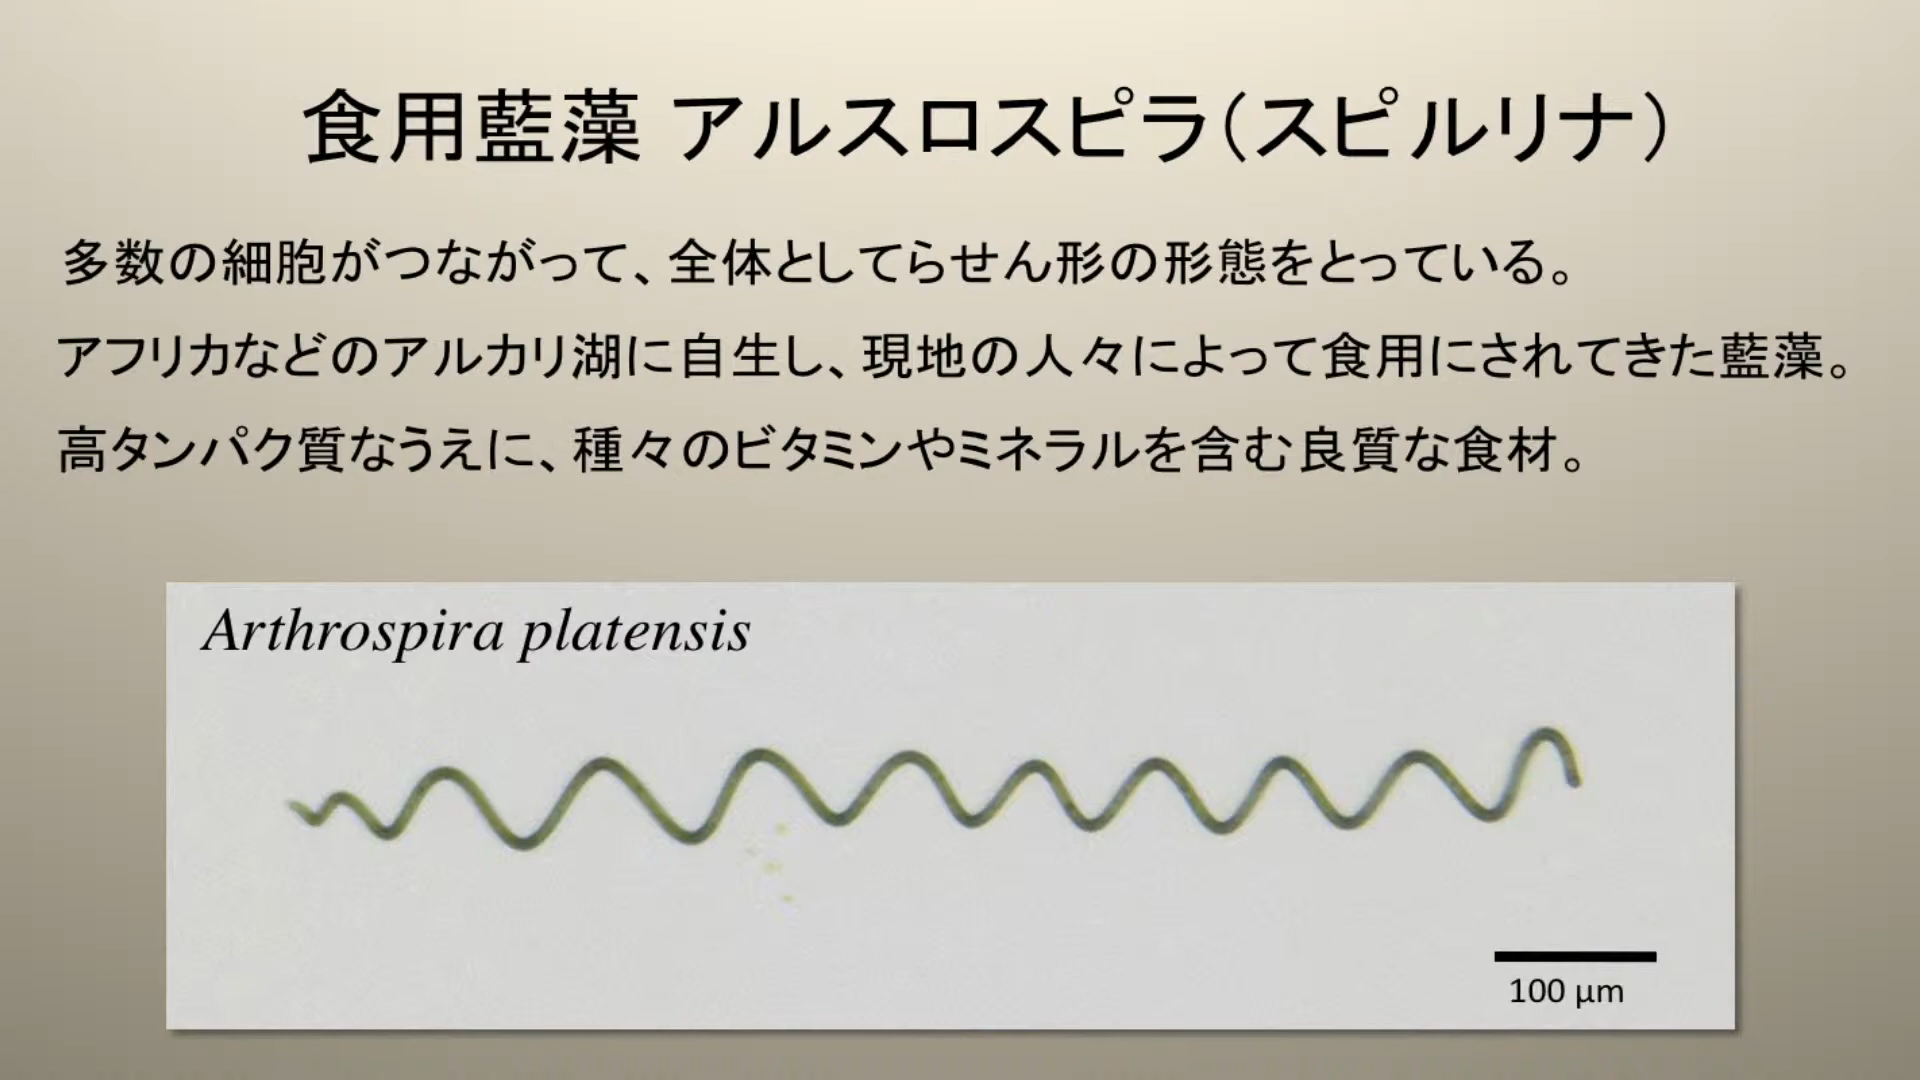 食用藍藻 アルスロスピラ（スピルリナ）
多数の細胞がつながって、全体としてらせん形の形態をとっている。
アフリカなどのアルカリ湖に自生し、現地の人々によって食用にされてきた藍藻。
高タンパク質なうえに、種々のビタミンやミネラルを含む良質な食材。
Arthrospira platensis
100 µm